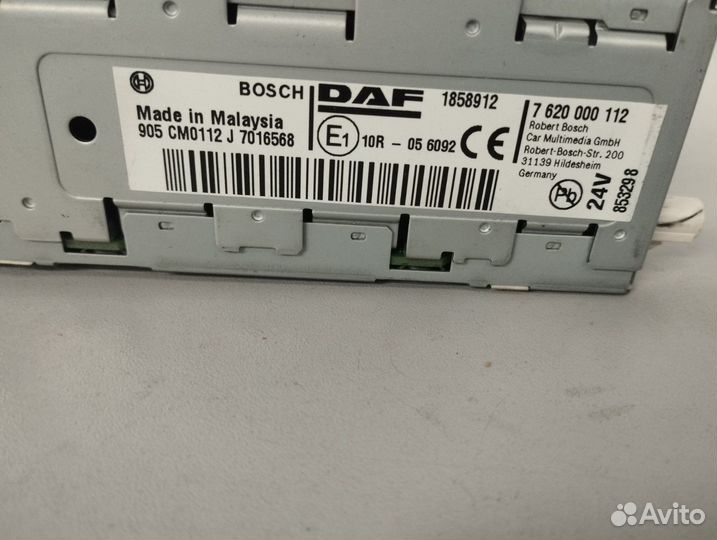 BOSCH
Made in Malaysia
905 CM0112 J 7016568
DAF
1858912
E1
10R - 05 6092 CE
7 620 000 112
Robert Bosch
Car Multimedia GmbH
Robert-Bosch-Str. 200
31139 Hildesheim
Germany
Pb
24V
853298
Avito